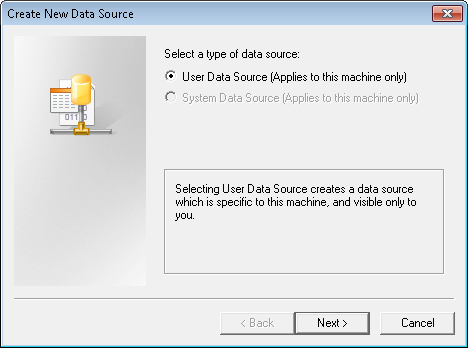 Create New Data Source
Select a type of data source:
User Data Source (Applies to this machine only)
System Data Source (Applies to this machine only)
Selecting User Data Source creates a data source
which is specific to this machine, and visible only to
you.
< Back
Next >
Cancel